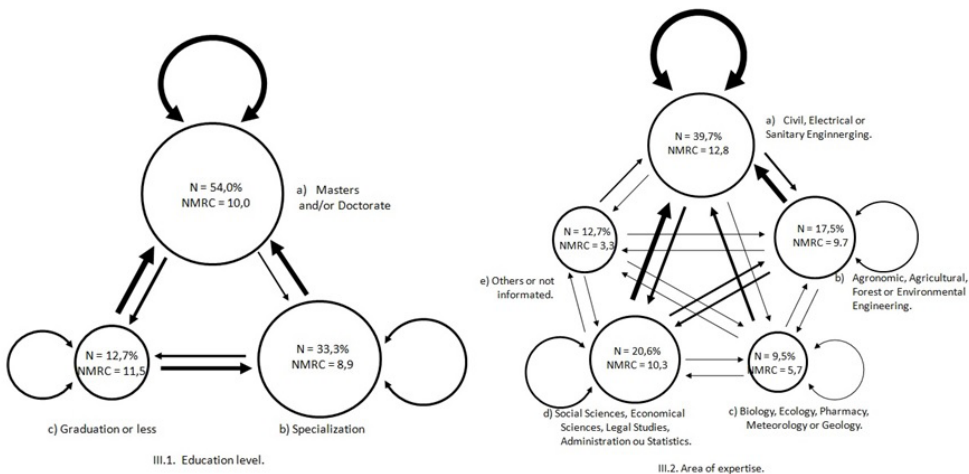 N = 54,0%
NMRC = 10,0
a) Masters
and/or Doctorate
N = 12,7%
NMRC = 11,5
N = 33,3%
NMRC = 8,9
c) Graduation or less
b) Specialization
III.1. Education level.
N = 39,7%
NMRC = 12,8
a) Civil, Electrical or
Sanitary Enginnerging.
N = 12,7%
NMRC = 3,3
N = 17,5%
NMRC = 9.7
e) Others or not
informated.
b) Agronomic, Agricultural,
Forest or Environmental
Engineering.
N = 20,6%
NMRC = 10,3
N = 9,5%
NMRC = 5,7
d) Social Sciences, Economical
Sciences, Legal Studies,
Administration ou Statistics.
c) Biology, Ecology, Pharmacy,
Meteorology or Geology.
III.2. Area of expertise.